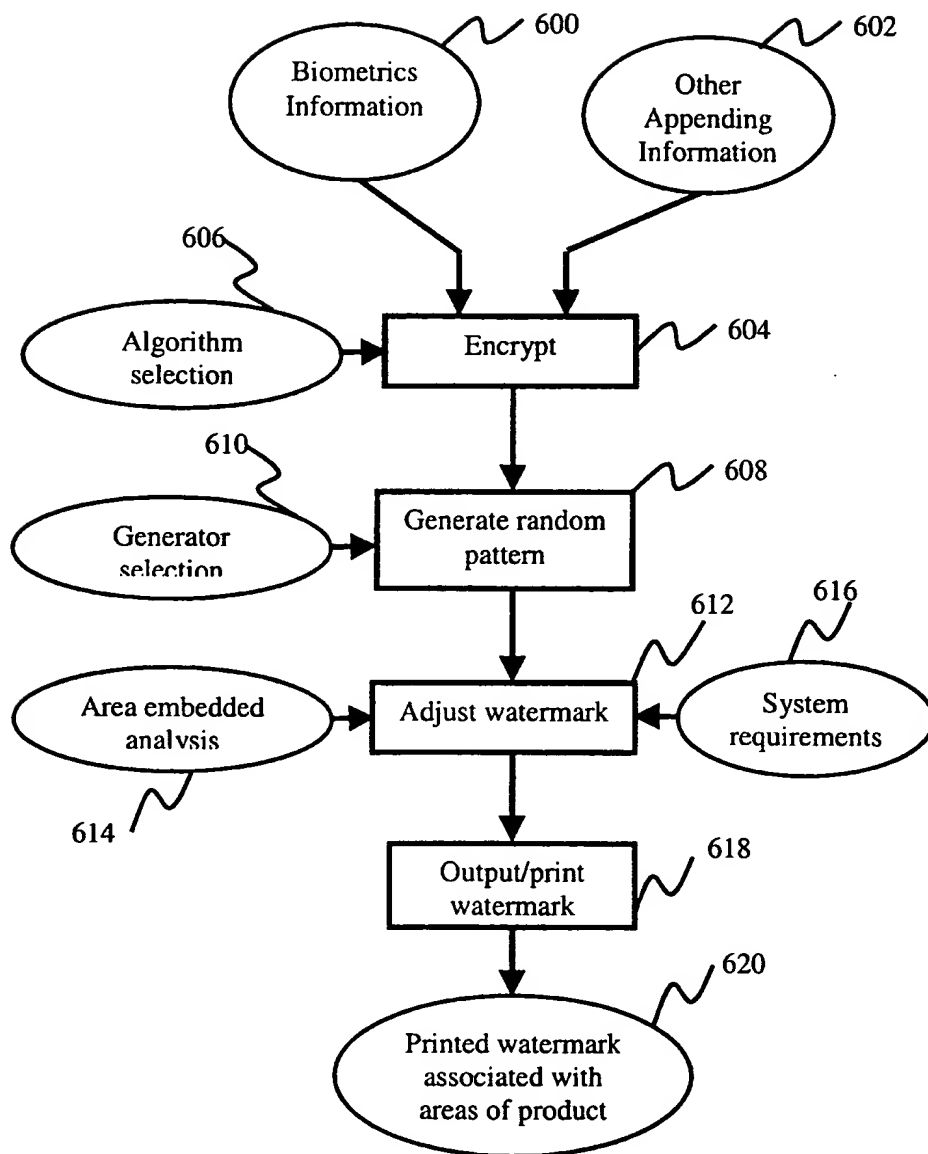 600
602
Biometrics
Information
Other
Appending
Information
606
Algorithm
selection
Encrypt
604
610
608
Generator
selection
Generate random
pattern
612
616
Area embedded
analysis
Adjust watermark
System
requirements
614
618
Output/print
watermark
620
Printed watermark
associated with
areas of product